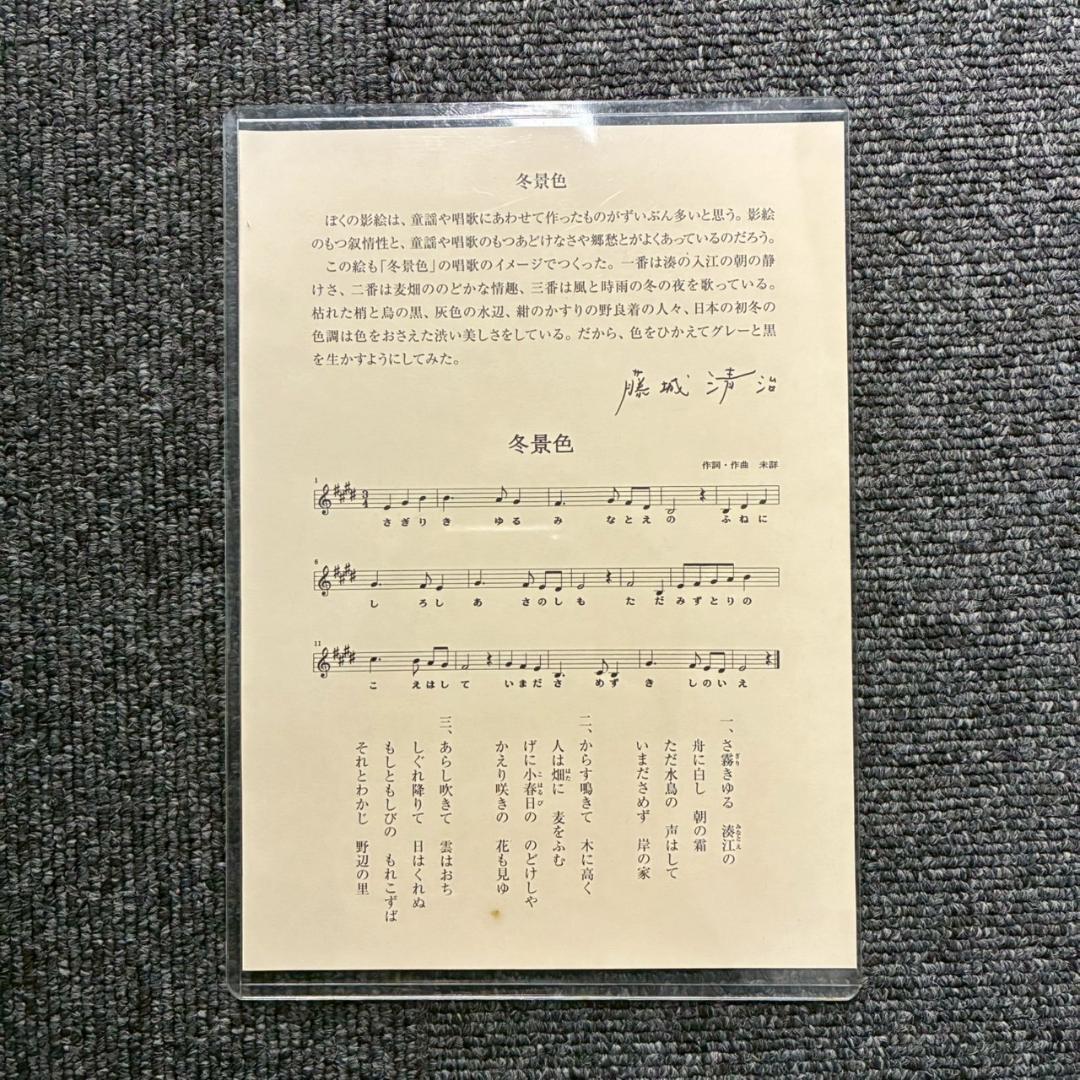 冬景色
ぼくの影絵は、童謡や唱歌にあわせて作ったものがずいぶん多いと思う。影絵
のもつ叙情性と、童謡や唱歌のもつあどけなさや郷愁とがよくあっているのだろう。
この絵も「冬景色」の唱歌のイメージでつくった。一番は湊の入江の朝の静
けさ、二番は麦畑ののどかな情趣、三番は風と時雨の冬の夜を歌っている。
枯れた梢と鳥の黒、灰色の水辺、紺のかすりの野良着の人々、日本の初冬の
色調は色をおさえた渋い美しさをしている。だから、色をひかえてグレーと黒
を生かすようにしてみた。
藤城清治
冬景色
作詞・作曲 未詳
1
3
4
さぎりき ゆるみ なとえの ふねに
6
しろし あさのしも ただみずとりの
11
こえはして いまださめず きしのいえ
一、さ霧きゆる 湊江の
ぎり みなとえ
舟に白し 朝の霜
ただ水鳥の 声はして
いまださめず 岸の家
二、からす鳴きて 木に高く
人は畑に 麦をふむ
はた
げに小春日の のどけしや
こはるび
かえり咲きの 花も見ゆ
三、あらし吹きて 雲はおち
しぐれ降りて 日はくれぬ
もしともしびの もれこずば
それとわかじ 野辺の里